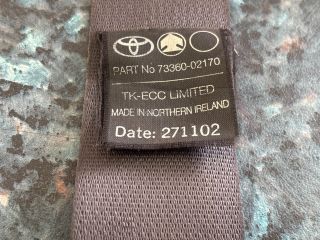 PART No 73360-02170
TK-ECC LIMITED
MADE IN NORTHERN IRELAND
Date: 271102